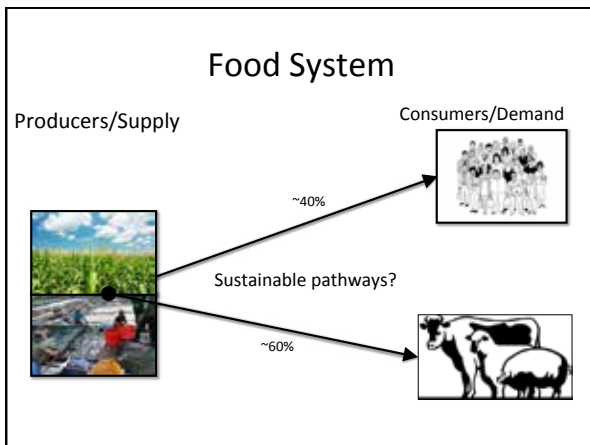 Food System
Producers/Supply
Consumers/Demand
~40%
Sustainable pathways?
~60%